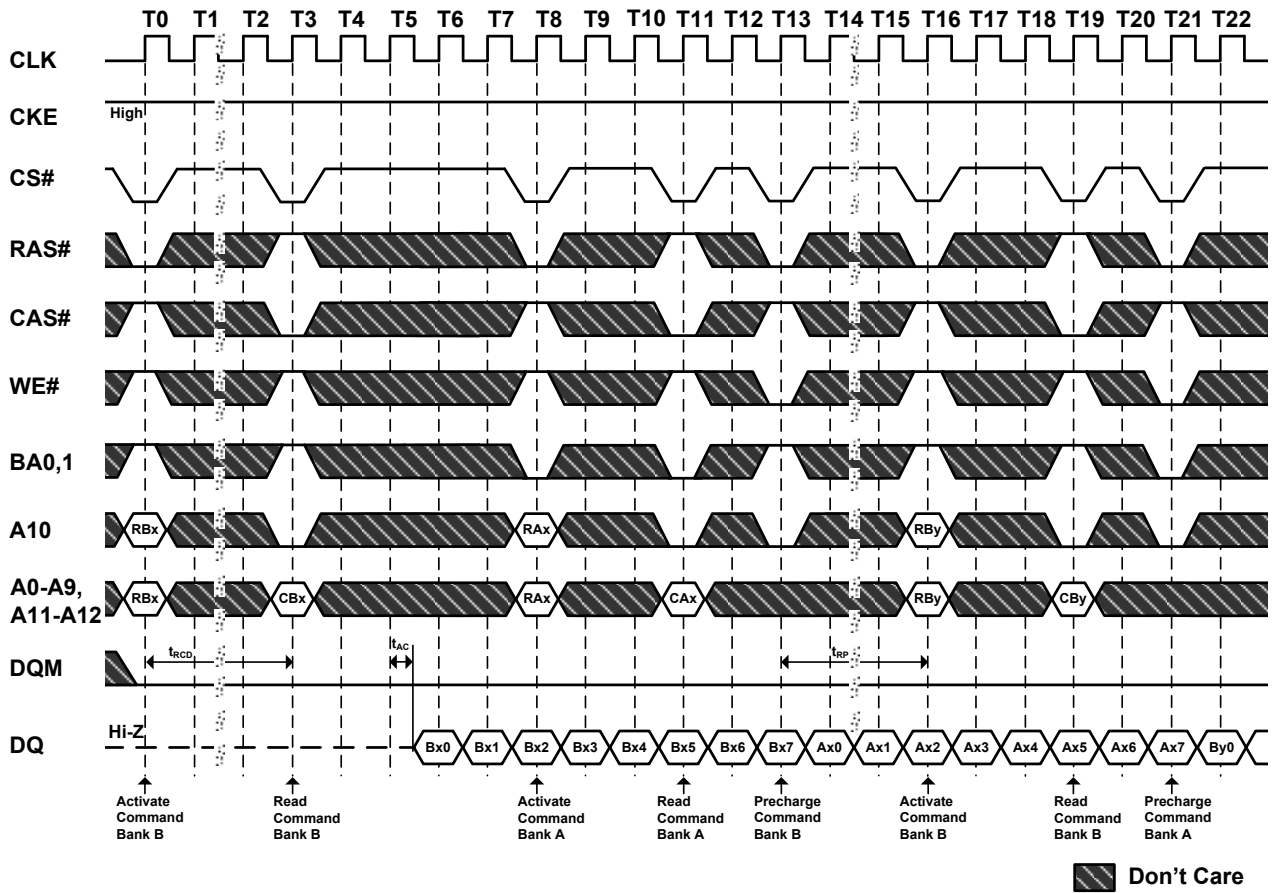 T0 T1 T2 T3 T4 T5 T6 T7 T8 T9 T10 T11 T12 T13 T14 T15 T16 T17 T18 T19 T20 T21 T22
CLK
CKE High
CS#
RAS#
CAS#
WE#
BA0,1
A10 RBx RAx RBy
A0-A9,
A11-A12 RBx CBx RAx CAx RBy CBy
DQM tRCD tAC tRP
DQ Hi-Z Bx0 Bx1 Bx2 Bx3 Bx4 Bx5 Bx6 Bx7 Ax0 Ax1 Ax2 Ax3 Ax4 Ax5 Ax6 Ax7 By0
Activate
Command
Bank B
Read
Command
Bank B
Activate
Command
Bank A
Read
Command
Bank A
Precharge
Command
Bank B
Activate
Command
Bank B
Read
Command
Bank B
Precharge
Command
Bank A
Don't Care